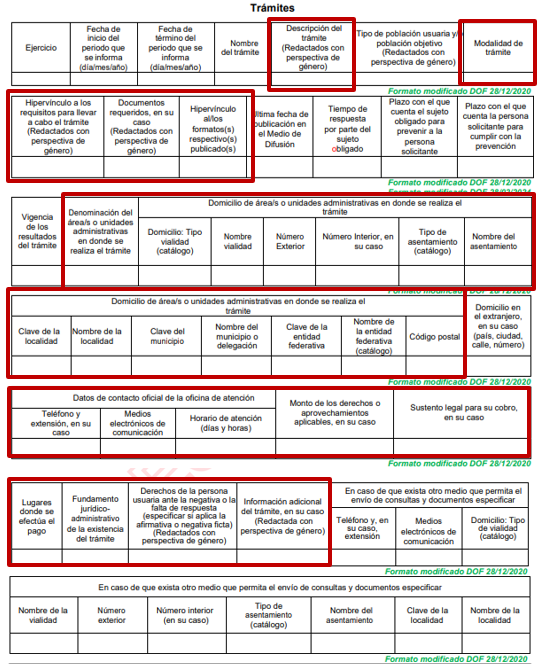 Trámites
Ejercicio
Fecha de
inicio del
periodo que
se informa
(día/mes/año)
Fecha de
término del
periodo que se
informa
(día/mes/año)
Nombre
del trámite
Descripción del
trámite
(Redactados con
perspectiva de
género)
Tipo de población usuaria y/o
población objetivo (Redactados
con perspectiva de género)
Modalidad de
trámite
Formato modificado DOF 28/12/2020
Hipervínculo a los
requisitos para llevar
a cabo el trámite
(Redactados con
perspectiva de
género)
Documentos
requeridos, en su
caso
(Redactados con
perspectiva de
género)
Hipervínculo
al/los
formatos(s)
respectivo(s)
publicado(s)
Última fecha de
publicación en
el Medio de
Difusión
Tiempo de
respuesta
por parte del
sujeto
obligado
Plazo con el que
cuenta el sujeto
obligado para
prevenir a la
persona
solicitante
Plazo con el que
cuenta la persona
solicitante para
cumplir con la
prevención
Formato modificado DOF 28/12/2020
Vigencia
de los
resultados
del trámite
Denominación del
área/s o unidades
administrativas
en donde se
realiza el trámite
Domicilio de área/s o unidades administrativas en donde se realiza el
trámite
Domicilio: Tipo
vialidad
(catálogo)
Nombre
vialidad
Número
Exterior
Número Interior, en
su caso
Tipo de
asentamiento
(catálogo)
Nombre del
asentamiento
Formato modificado DOF 28/12/2020
Domicilio de área/s o unidades administrativas en donde se realiza el
trámite
Clave de la
localidad
Nombre de la
localidad
Clave del
municipio
Nombre del
municipio o
delegación
Clave de la
entidad
federativa
Nombre de
la entidad
federativa
(catálogo)
Código postal
Domicilio en
el extranjero,
en su caso
(país, ciudad,
calle, número)
Formato modificado DOF 28/12/2020
Datos de contacto oficial de la oficina de atención
Teléfono y
extensión, en su
caso
Medios
electrónicos de
comunicación
Horario de atención
(días y horas)
Monto de los derechos o
aprovechamientos
aplicables, en su caso
Sustento legal para su cobro,
en su caso
Formato modificado DOF 28/12/2020
Lugares
donde se
efectúa el
pago
Fundamento
jurídico-
administrativo
de la existencia
del trámite
Derechos de la persona
usuaria ante la negativa o la
falta de respuesta
(especificar si aplica la
afirmativa o negativa ficta)
(Redactados con
perspectiva de género)
Información adicional
del trámite, en su caso
(Redactada con
perspectiva de género)
En caso de que exista otro medio que permita el
envío de consultas y documentos especificar
Teléfono y, en
su caso,
extensión
Medios
electrónicos de
comunicación
Domicilio: Tipo
de vialidad
(catálogo)
Formato modificado DOF 28/12/2020
En caso de que exista otro medio que permita el envío de consultas y documentos especificar
Nombre de la
vialidad
Número
exterior
Número interior
(en su caso)
Tipo de
asentamiento
(catálogo)
Nombre del
asentamiento
Clave de la
localidad
Nombre de la
localidad
Formato modificado DOF 28/12/2020